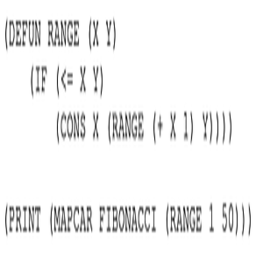 (DEFUN RANGE (X Y)
(IF (<= X Y)
(CONS X (RANGE (+ X 1) Y))))
(PRINT (MAPCAR FIBONACCI (RANGE 1 50)))